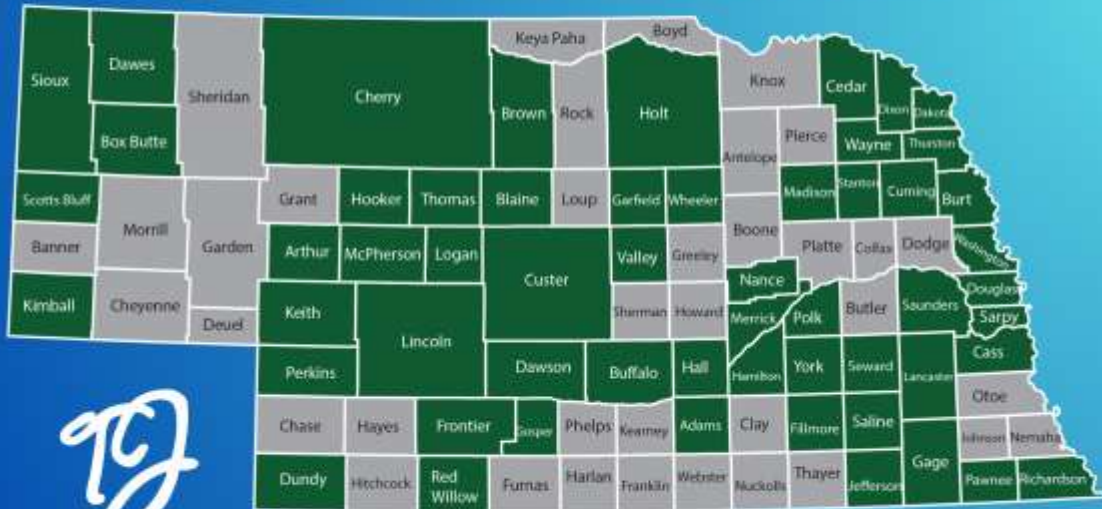 Keya Paha
Boyd
Sioux
Dawes
Sheridan
Cherry
Brown
Rock
Holt
Knox
Cedar
Dixon
Dakota
Box Butte
Antelope
Pierce
Wayne
Thurston
Scotts Bluff
Morrill
Garden
Grant
Hooker
Thomas
Blaine
Loup
Garfield
Wheeler
Madison
Stanton
Cuming
Burt
Banner
Arthur
McPherson
Logan
Custer
Valley
Greeley
Boone
Platte
Colfax
Dodge
Washington
Kimball
Cheyenne
Deuel
Keith
Lincoln
Sherman
Howard
Nance
Merrick
Polk
Butler
Saunders
Douglas
Sarpy
Perkins
Dawson
Buffalo
Hall
Hamilton
York
Seward
Lancaster
Cass
Chase
Hayes
Frontier
Gosper
Phelps
Kearney
Adams
Clay
Fillmore
Saline
Otoe
Johnson
Nemaha
Dundy
Hitchcock
Red
Willow
Furnas
Harlan
Franklin
Webster
Nuckolls
Thayer
Jefferson
Gage
Pawnee
Richardson